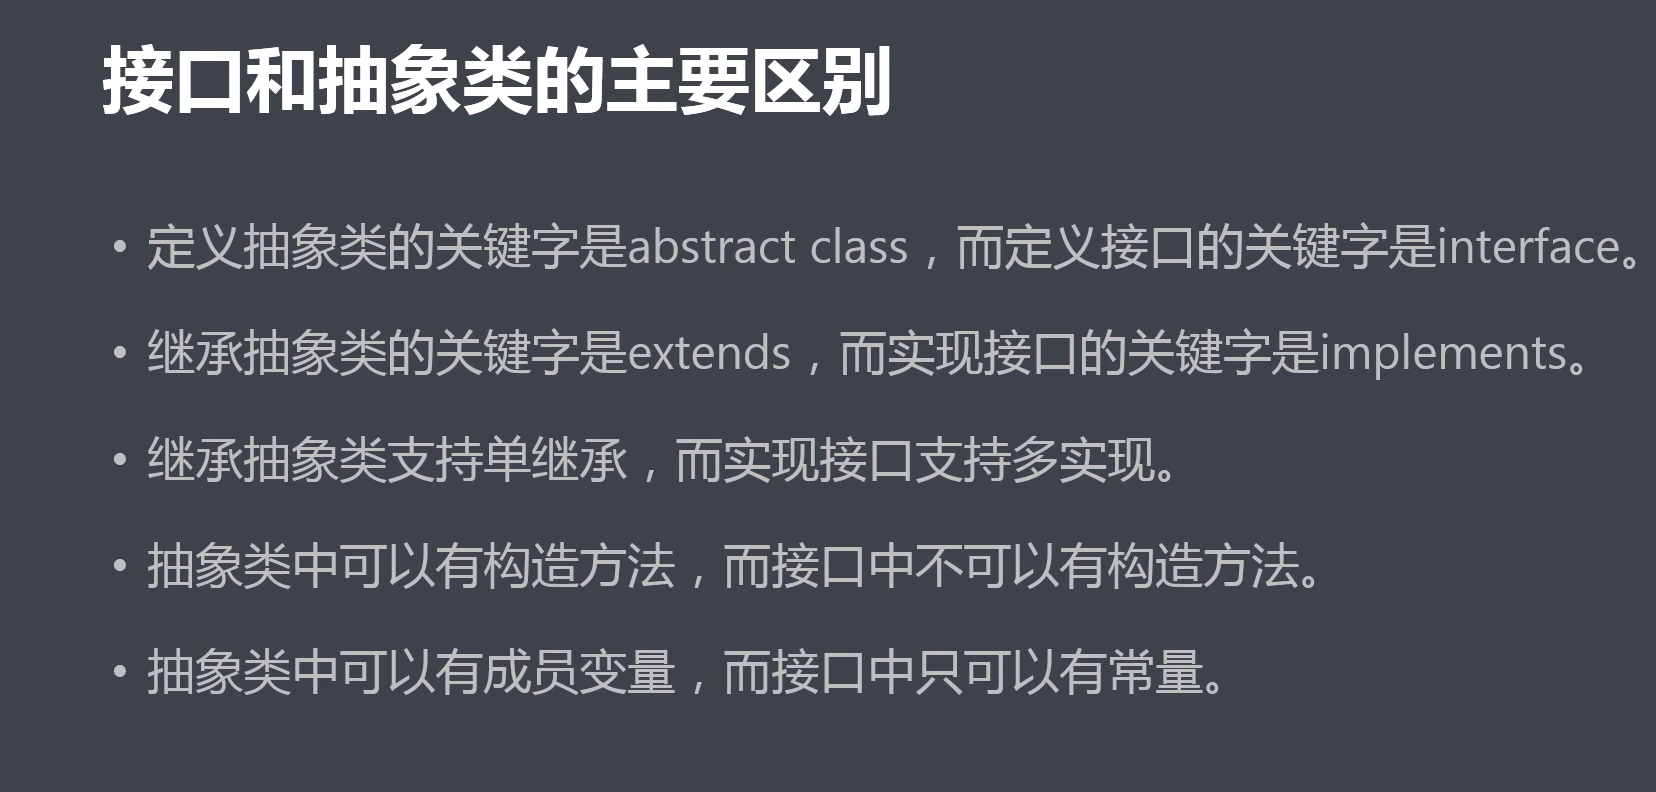 接口和抽象类的主要区别
• 定义抽象类的关键字是abstract class，而定义接口的关键字是interface。
• 继承抽象类的关键字是extends，而实现接口的关键字是implements。
• 继承抽象类支持单继承，而实现接口支持多实现。
• 抽象类中可以有构造方法，而接口中不可以有构造方法。
• 抽象类中可以有成员变量，而接口中只可以有常量。